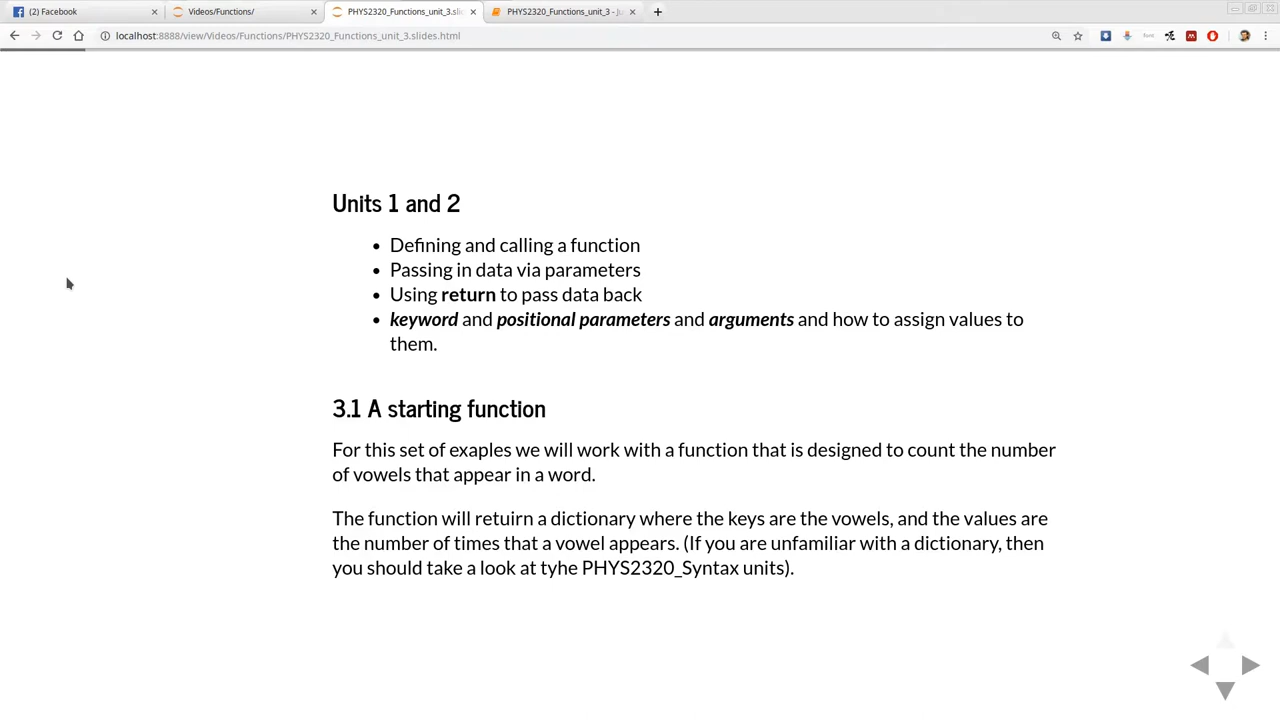 (2) Facebook
Videos/Functions/
PHYS2320_Functions_unit_3.sli
PHYS2320_Functions_unit_3 - Ju
localhost:8888/view/Videos/Functions/PHYS2320_Functions_unit_3.slides.html
Units 1 and 2
• Defining and calling a function
• Passing in data via parameters
• Using return to pass data back
• keyword and positional parameters and arguments and how to assign values to
them.
3.1 A starting function
For this set of exaples we will work with a function that is designed to count the number
of vowels that appear in a word.
The function will retuirn a dictionary where the keys are the vowels, and the values are
the number of times that a vowel appears. (If you are unfamiliar with a dictionary, then
you should take a look at tyhe PHYS2320_Syntax units).